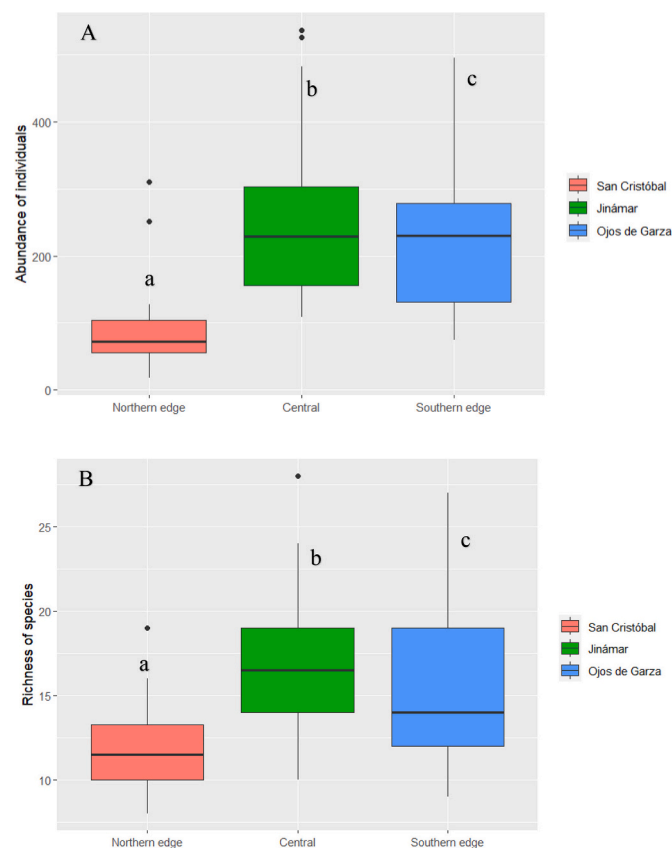 A
Abundance of individuals
400
200
0
a
b
c
Northern edge
Central
Southern edge
San Cristóbal
Jinámar
Ojos de Garza
B
Richness of species
25
20
15
10
a
b
c
Northern edge
Central
Southern edge
San Cristóbal
Jinámar
Ojos de Garza